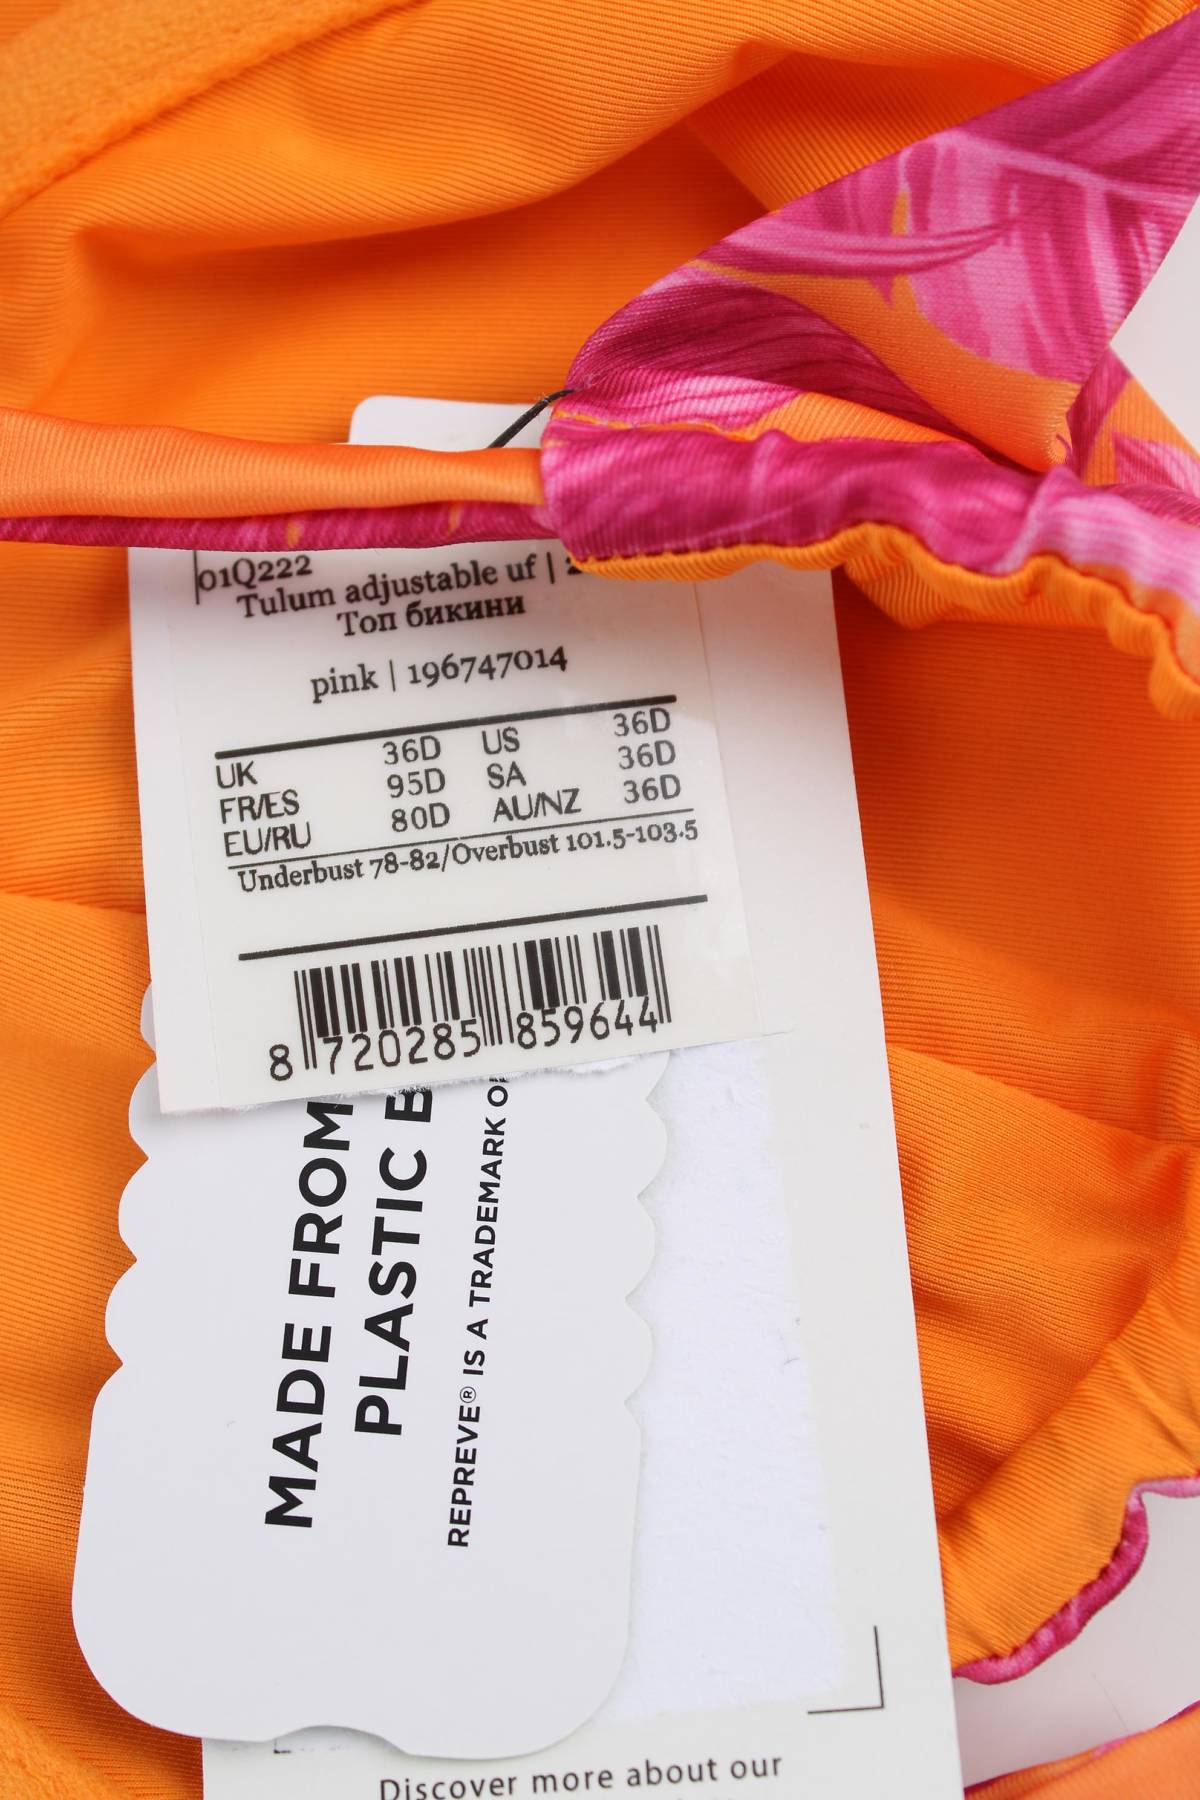 01Q222
Tulum adjustable uf |
Топ бикини
pink | 196747014
UK 36D US 36D
FR/ES 95D SA 36D
EU/RU 80D AU/NZ 36D
Underbust 78-82/Overbust 101.5-103.5
8 720285 859644
MADE FROM
PLASTIC
REPREVE® IS A TRADEMARK
Discover more about our